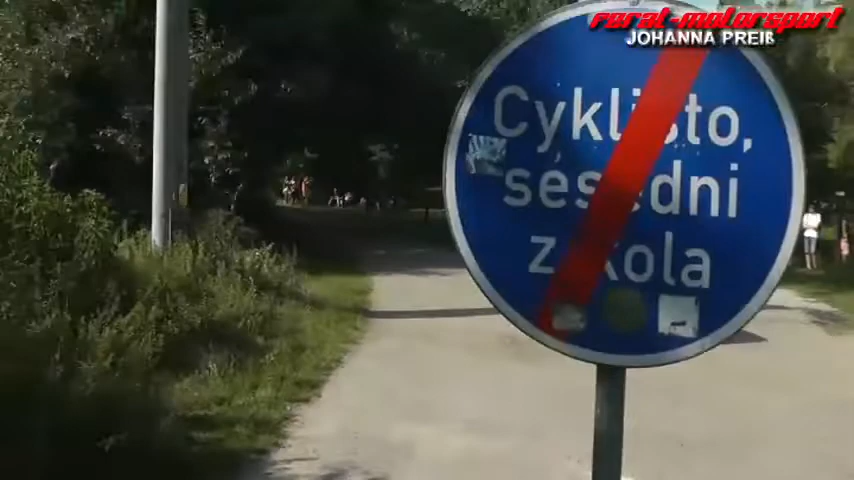 rural-motorsport
JOHANNA PREIß
Cyklisto,
sesedni
z kola